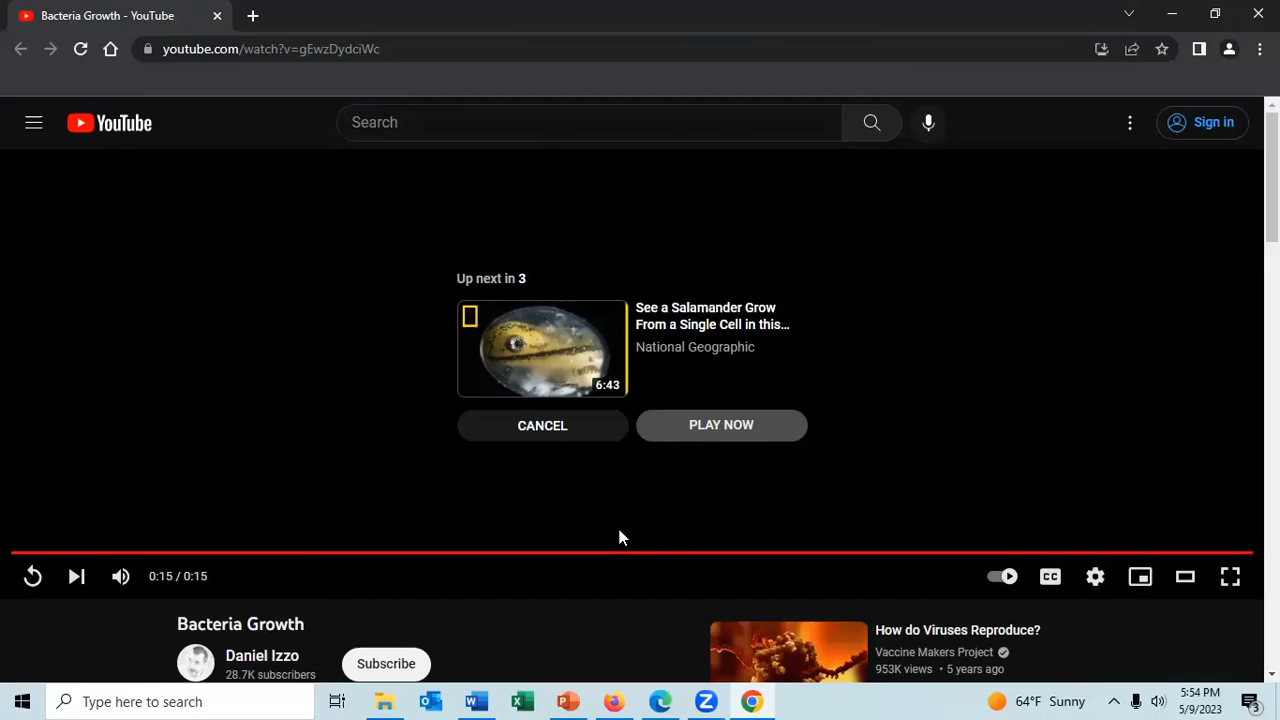 Bacteria Growth - YouTube
youtube.com/watch?v=gEwzDydciWc
YouTube
Search
Sign in
Up next in 3
See a Salamander Grow
From a Single Cell in this...
National Geographic
6:43
CANCEL
PLAY NOW
0:15 / 0:15
CC
Bacteria Growth
Daniel Izzo
28.7K subscribers
Subscribe
How do Viruses Reproduce?
Vaccine Makers Project
953K views • 5 years ago
Type here to search
64°F Sunny
5:54 PM
5/9/2023
3